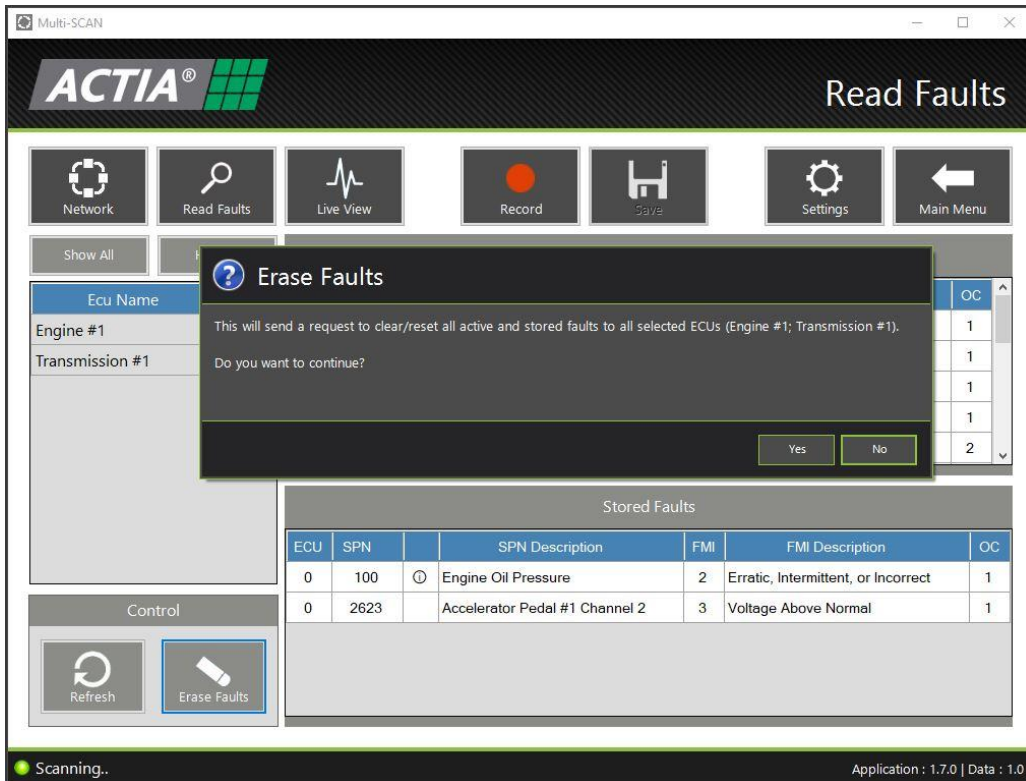 Multi-SCAN
ACTIA®
Read Faults
Network
Read Faults
Live View
Record
Save
Settings
Main Menu
Show All
Ecu Name
Engine #1
Transmission #1
Erase Faults
This will send a request to clear/reset all active and stored faults to all selected ECUs (Engine #1; Transmission #1).
Do you want to continue?
Yes
No
OC
1
1
1
1
2
Stored Faults
ECU SPN SPN Description FMI FMI Description OC
0 100 Engine Oil Pressure 2 Erratic, Intermittent, or Incorrect 1
0 2623 Accelerator Pedal #1 Channel 2 3 Voltage Above Normal 1
Control
Refresh
Erase Faults
Scanning..
Application : 1.7.0 | Data : 1.0